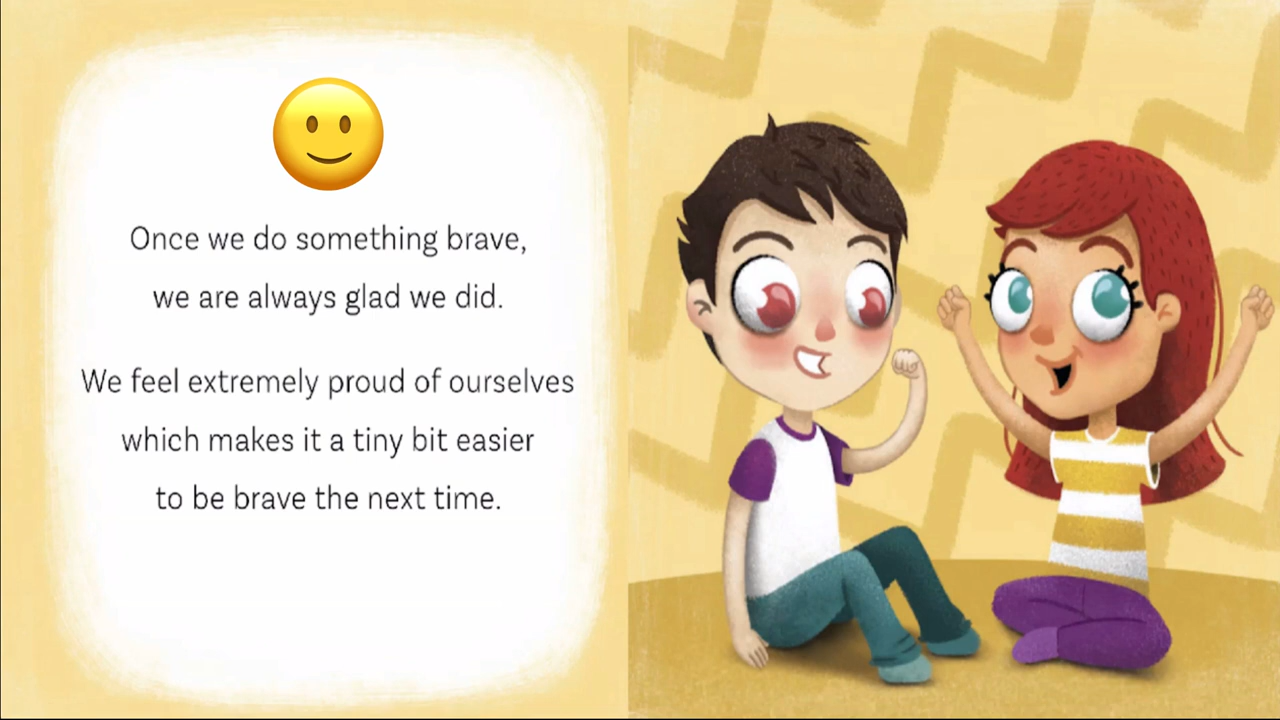 Once we do something brave,
we are always glad we did.
We feel extremely proud of ourselves
which makes it a tiny bit easier
to be brave the next time.